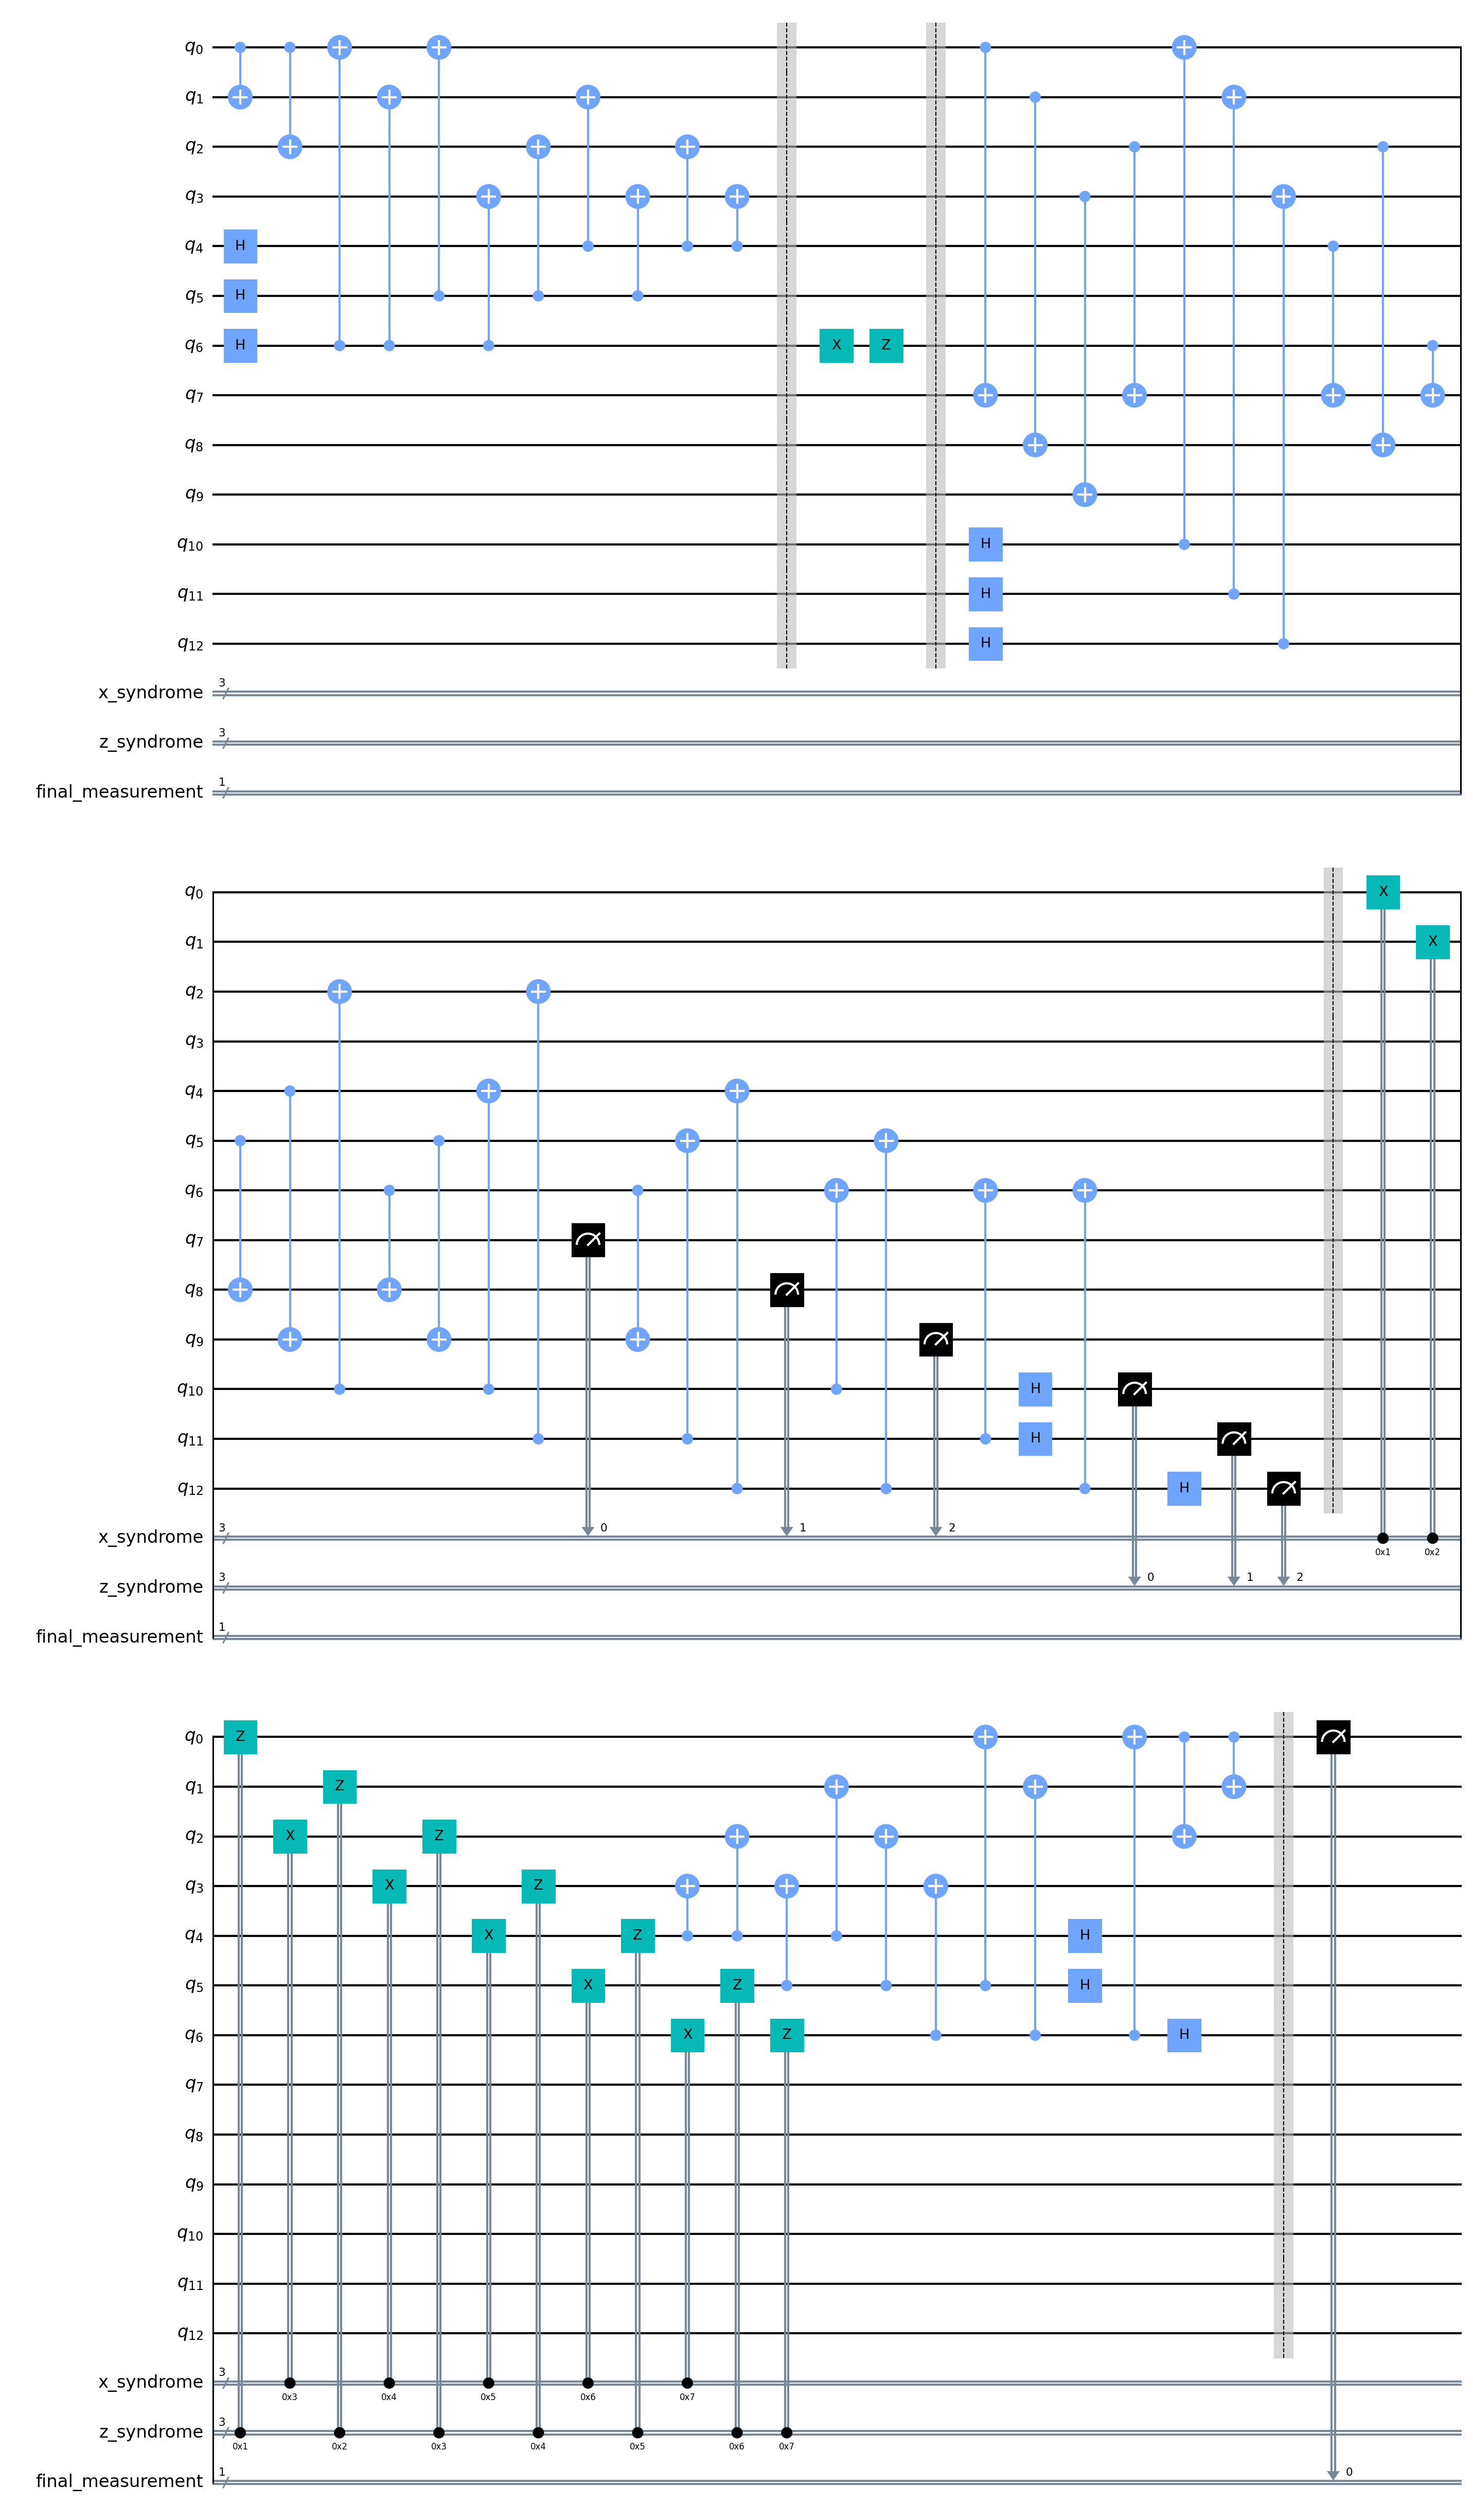 q0
q1
q2
q3
H q4
H q5
H q6 X Z
q7
q8
q9
q10 H
q11 H
q12 H
x_syndrome 3
z_syndrome 3
final_measurement 1
q0 X
q1 X
q2
q3
q4
q5
q6
q7
q8
q9
q10 H
q11 H
q12 H
x_syndrome 3 0 1 2 0x1 0x2
z_syndrome 3 0 1 2
final_measurement 1
q0 Z
q1 Z
q2 X Z
q3 X Z
q4 X Z H
q5 X Z H
q6 X Z H
q7
q8
q9
q10
q11
q12
x_syndrome 3 0x3 0x4 0x5 0x6 0x7
z_syndrome 3 0x1 0x2 0x3 0x4 0x5 0x6 0x7
final_measurement 1 0